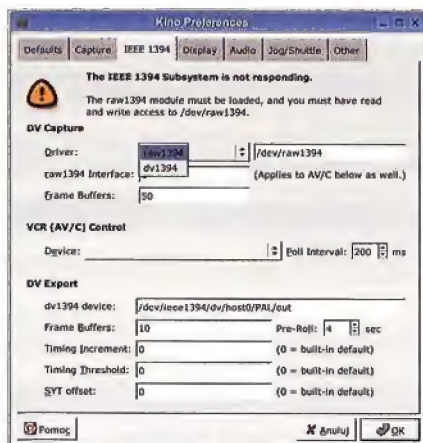 Kino Preferences
Defaults Capture IEEE 1394 Display Audio Jog/Shuttle Other
The IEEE 1394 Subsystem is not responding.
The raw1394 module must be loaded, and you must have read
and write access to /dev/raw1394.
DV Capture
Driver: raw1394 /dev/raw1394
dv1394
raw1394 Interface: (Applies to AV/C below as well.)
Frame Buffers: 50
VCR (AV/C) Control
Device: Poll Interval: 200 ms
DV Export
dv1394 device: /dev/ieee1394/dv/host0/PAL/out
Frame Buffers: 10 Pre-Roll: 4 sec
Timing Increment: 0 (0 = built-in default)
Timing Threshold: 0 (0 = built-in default)
SYT offset: 0 (0 = built-in default)
Pomoc Anuluj OK